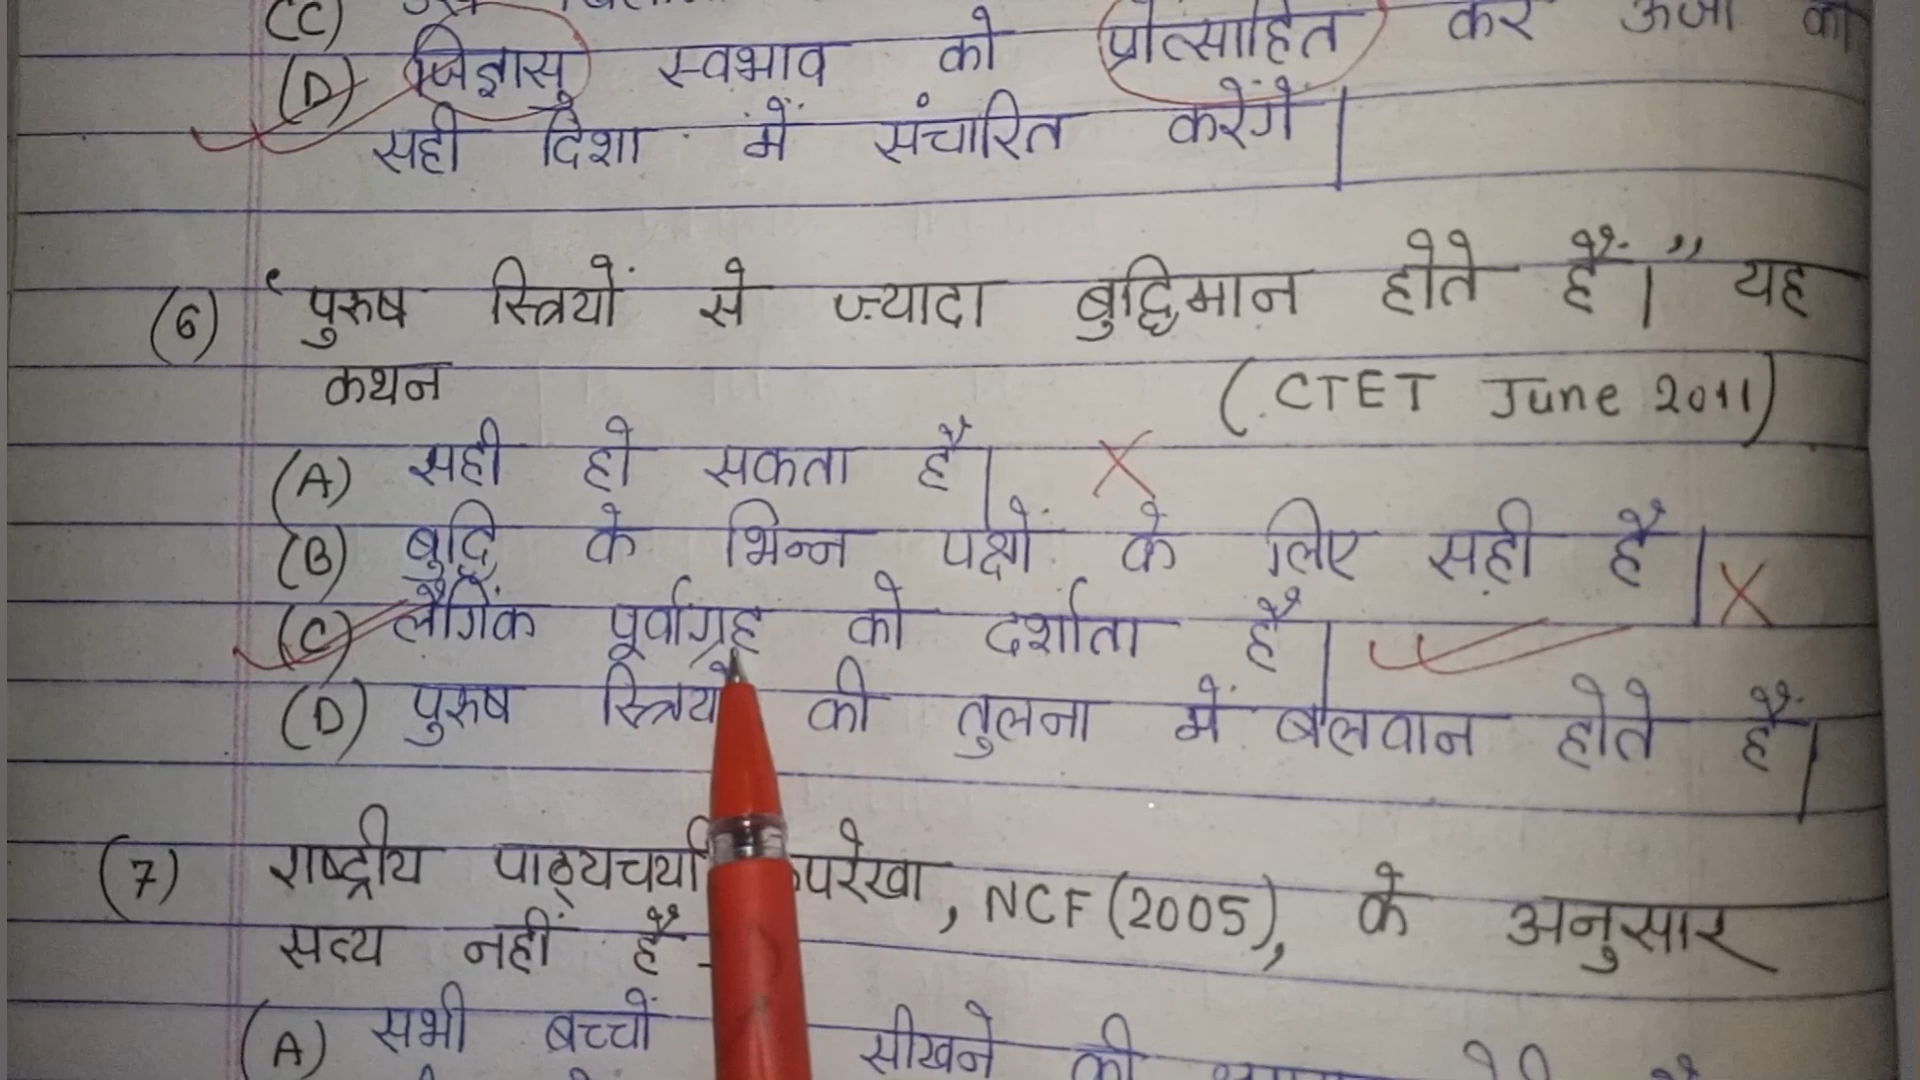 (C)
(D) जिज्ञासु स्वभाव को प्रोत्साहित कर ऊर्जा को
सही दिशा में संचारित करेंगे।
(6) "पुरुष स्त्रियों से ज्यादा बुद्धिमान होते हैं।" यह
कथन (CTET June 2011)
(A) सही हो सकता है।
(B) बुद्धि के भिन्न पक्षों के लिए सही है।
(C) लैंगिक पूर्वाग्रह को दर्शाता है।
(D) पुरुष स्त्रियों की तुलना में बलवान होते हैं।
(7) राष्ट्रीय पाठ्यचर्या रूपरेखा, NCF (2005), के अनुसार
सत्य नहीं है -
(A) सभी बच्चों सीखने की